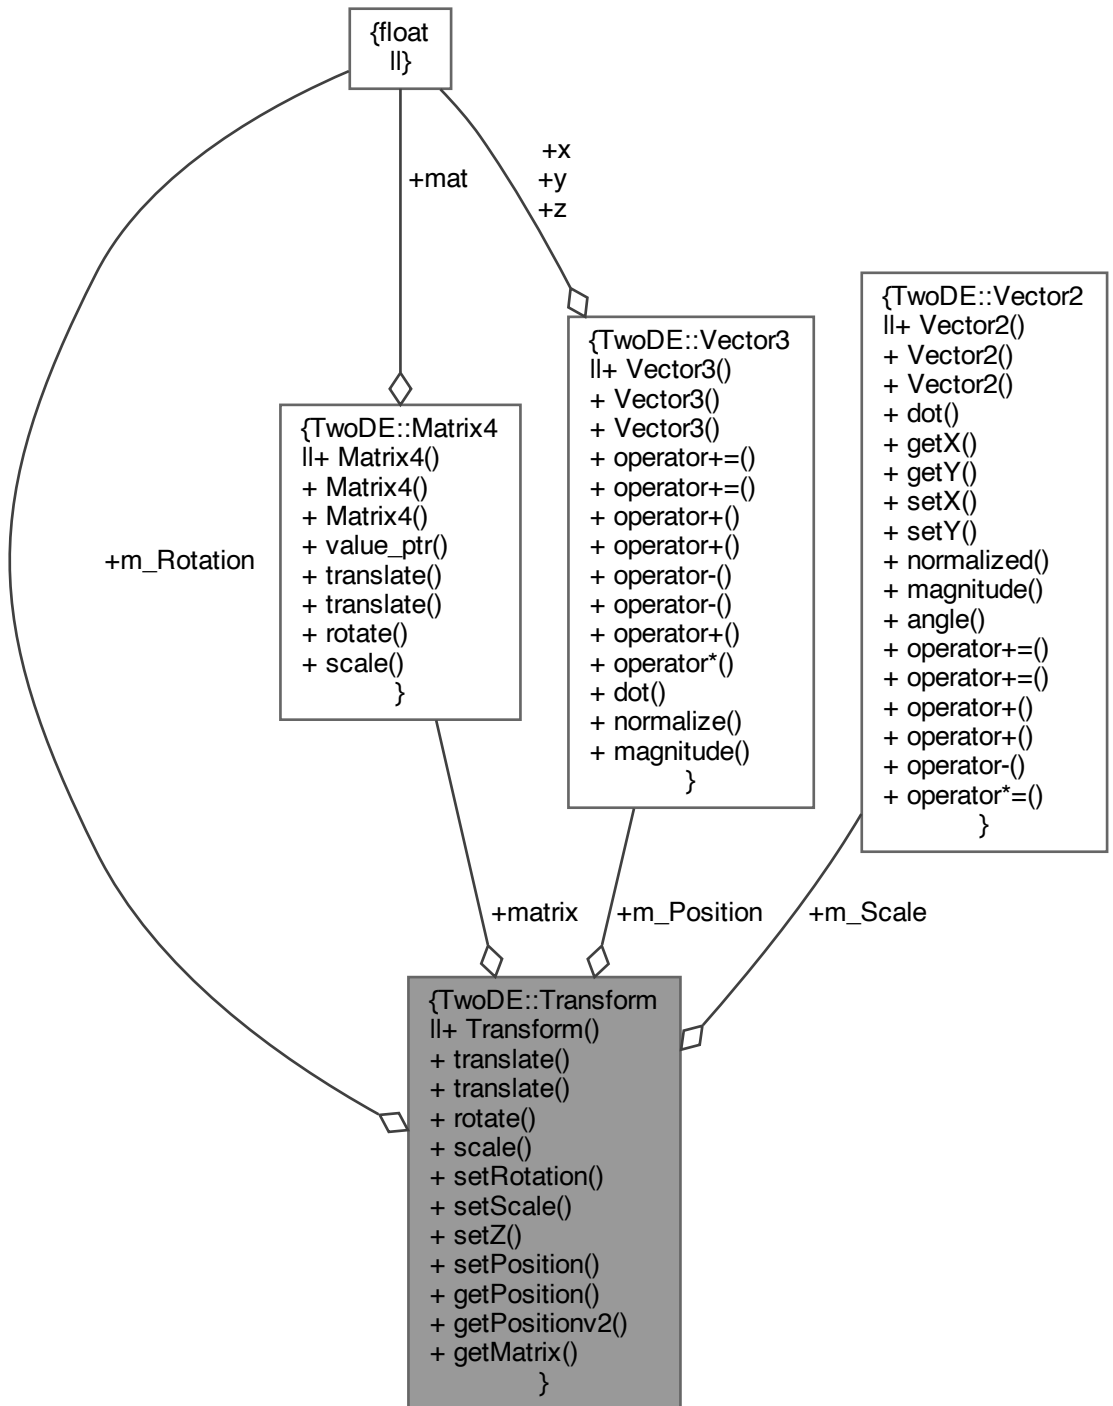 {float
ll}
+x
+y
+z
+mat
{TwoDE::Vector2
ll+ Vector2()
+ Vector2()
+ Vector2()
+ dot()
+ getX()
+ getY()
+ setX()
+ setY()
+ normalized()
+ magnitude()
+ angle()
+ operator+=()
+ operator+=()
+ operator+()
+ operator+()
+ operator-()
+ operator*=()
}
{TwoDE::Vector3
ll+ Vector3()
+ Vector3()
+ Vector3()
+ operator+=()
+ operator+=()
+ operator+()
+ operator+()
+ operator-()
+ operator-()
+ operator+()
+ operator*()
+ dot()
+ normalize()
+ magnitude()
}
{TwoDE::Matrix4
ll+ Matrix4()
+ Matrix4()
+ Matrix4()
+ value_ptr()
+ translate()
+ translate()
+ rotate()
+ scale()
}
+m_Rotation
+matrix
+m_Position
+m_Scale
{TwoDE::Transform
ll+ Transform()
+ translate()
+ translate()
+ rotate()
+ scale()
+ setRotation()
+ setScale()
+ setZ()
+ setPosition()
+ getPosition()
+ getPositionv2()
+ getMatrix()
}